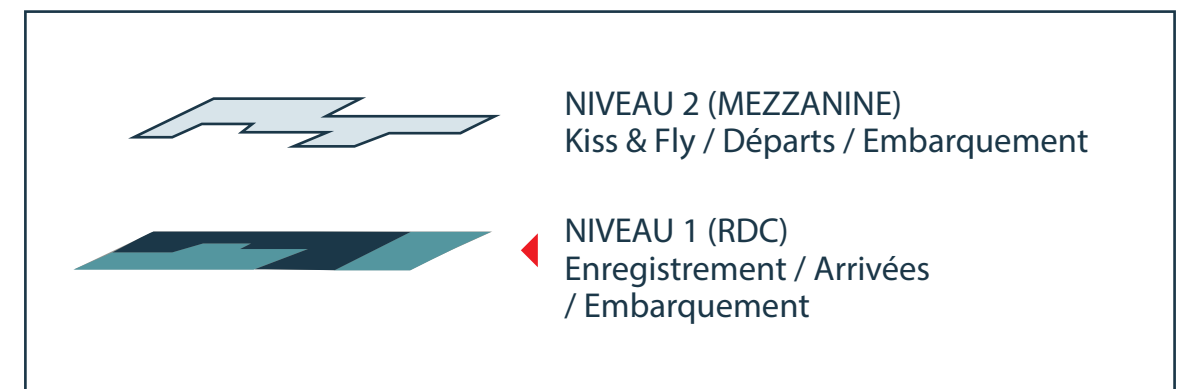 NIVEAU 2 (MEZZANINE)
Kiss & Fly / Départs / Embarquement
NIVEAU 1 (RDC)
Enregistrement / Arrivées
/ Embarquement